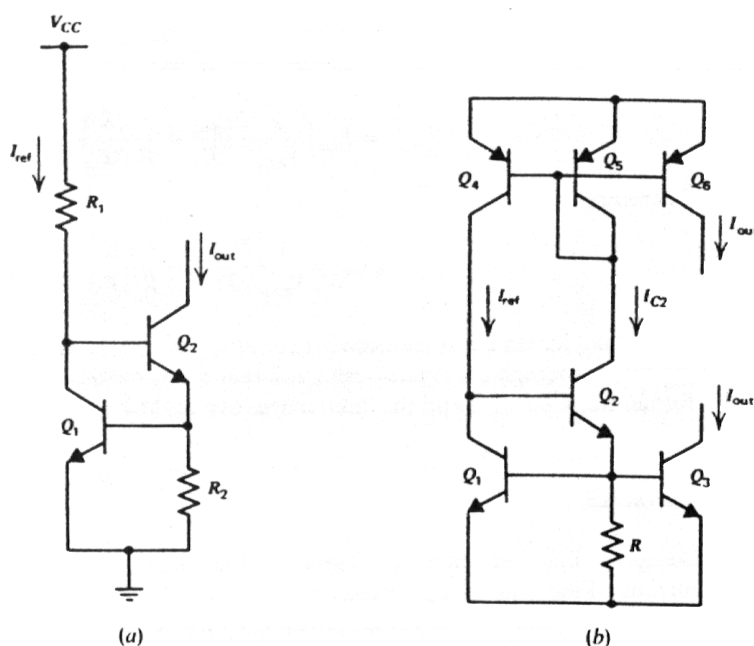 V_CC
I_ref
R_1
I_out
Q_2
Q_1
R_2
(a)
Q_4
Q_5
Q_6
I_ou
I_ref
I_C2
Q_2
I_out
Q_1
Q_3
R
(b)